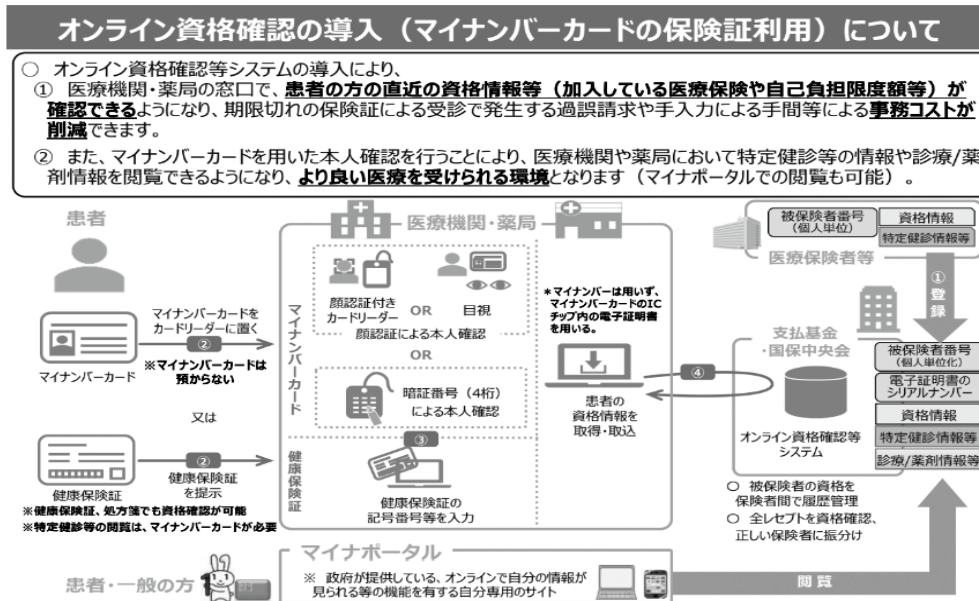 オンライン資格確認の導入（マイナンバーカードの保険証利用）について
○ オンライン資格確認等システムの導入により、
① 医療機関・薬局の窓口で、患者の方の直近の資格情報等（加入している医療保険や自己負担限度額等）が
確認できるようになり、期限切れの保険証による受診で発生する過誤請求や手入力による手間等による事務コストが
削減できます。
② また、マイナンバーカードを用いた本人確認を行うことにより、医療機関や薬局において特定健診等の情報や診療/薬
剤情報を閲覧できるようになり、より良い医療を受けられる環境となります（マイナポータルでの閲覧も可能）。
患者
マイナンバーカードを
カードリーダーに置く
②
※マイナンバーカードは
預からない
マイナンバーカード
又は
②
健康保険証
を提示
健康保険証
※健康保険証、処方箋でも資格確認が可能
※特定健診等の閲覧は、マイナンバーカードが必要
医療機関・薬局
マイナンバーカード
顔認証付き
カードリーダー
OR
目視
顔認証による本人確認
OR
暗証番号（4桁）
による本人確認
健康保険証
③
健康保険証の
記号番号等を入力
＊マイナンバーは用いず、
マイナンバーカードのIC
チップ内の電子証明書
を用いる。
患者の
資格情報を
取得・取込
④
被保険者番号
（個人単位）
資格情報
特定健診情報等
医療保険者等
①
登録
支払基金
・国保中央会
オンライン資格確認等
システム
被保険者番号
（個人単位化）
電子証明書の
シリアルナンバー
資格情報
特定健診情報等
診療/薬剤情報等
○ 被保険者の資格を
保険者間で履歴管理
○ 全レセプトを資格確認、
正しい保険者に振分け
患者・一般の方
マイナポータル
※ 政府が提供している、オンラインで自分の情報が
見られる等の機能を有する自分専用のサイト
閲覧